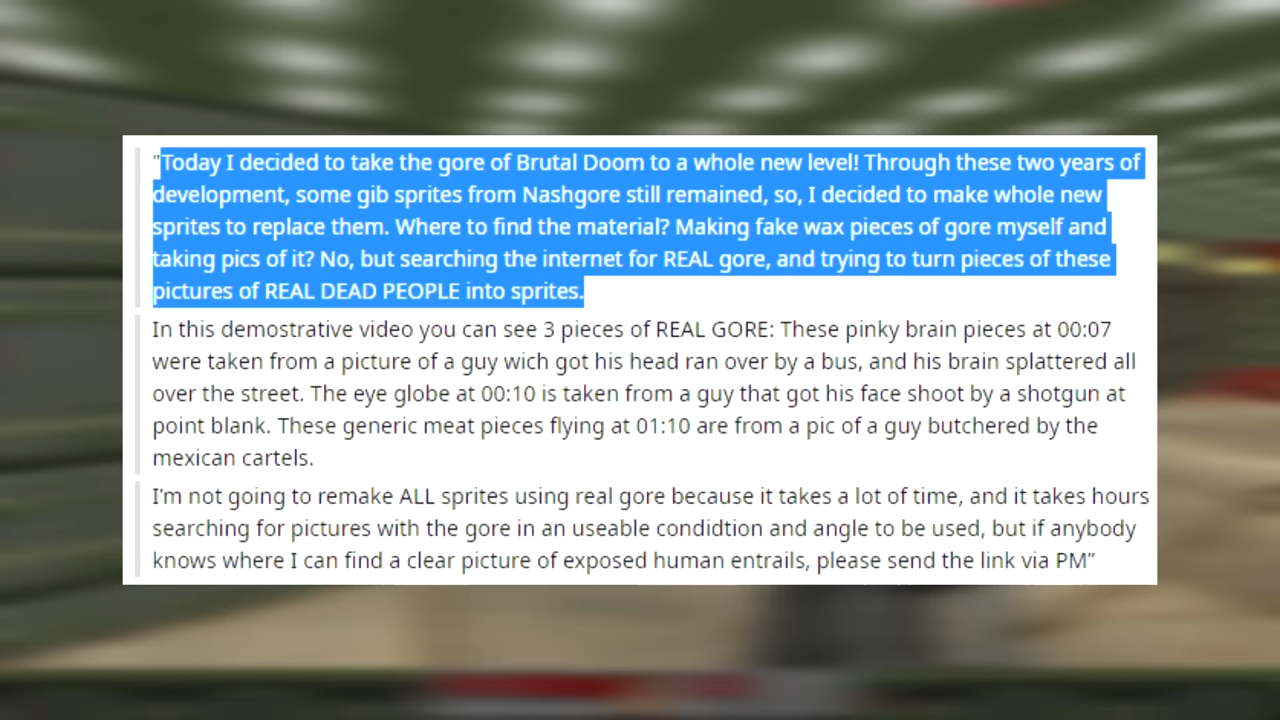 "Today I decided to take the gore of Brutal Doom to a whole new level! Through these two years of
development, some gib sprites from Nashgore still remained, so, I decided to make whole new
sprites to replace them. Where to find the material? Making fake wax pieces of gore myself and
taking pics of it? No, but searching the internet for REAL gore, and trying to turn pieces of these
pictures of REAL DEAD PEOPLE into sprites.
In this demostrative video you can see 3 pieces of REAL GORE: These pinky brain pieces at 00:07
were taken from a picture of a guy wich got his head ran over by a bus, and his brain splattered all
over the street. The eye globe at 00:10 is taken from a guy that got his face shoot by a shotgun at
point blank. These generic meat pieces flying at 01:10 are from a pic of a guy butchered by the
mexican cartels.
I'm not going to remake ALL sprites using real gore because it takes a lot of time, and it takes hours
searching for pictures with the gore in an useable condidtion and angle to be used, but if anybody
knows where I can find a clear picture of exposed human entrails, please send the link via PM”